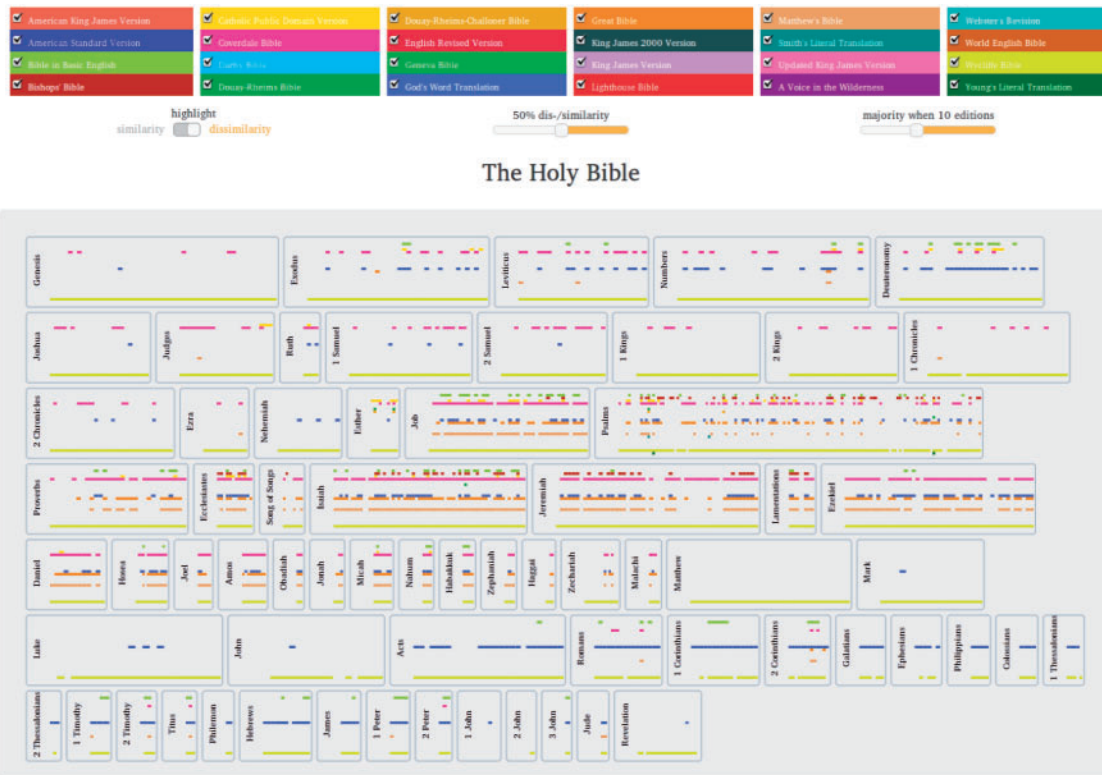 American King James Version Catholic Public Domain Version Douay-Rheims-Challoner Bible Great Bible Matthew's Bible Webster's Revision
American Standard Version Coverdale Bible English Revised Version King James 2000 Version Smith's Literal Translation World English Bible
Bible in Basic English Darby Bible Geneva Bible King James Version Updated King James Version Wycliffe Bible
Bishops' Bible Douay-Rheims Bible God's Word Translation Lighthouse Bible A Voice in the Wilderness Young's Literal Translation
highlight 50% dis-/similarity majority when 10 editions
similarity dissimilarity
The Holy Bible
Genesis Exodus Leviticus Numbers Deuteronomy
Joshua Judges Ruth 1 Samuel 2 Samuel 1 Kings 2 Kings 1 Chronicles
2 Chronicles Ezra Nehemiah Esther Job Psalms
Proverbs Ecclesiastes Song of Songs Isaiah Jeremiah Lamentations Ezekiel
Daniel Hosea Joel Amos Obadiah Jonah Micah Nahum Habakkuk Zephaniah Haggai Zechariah Malachi Matthew Mark
Luke John Acts Romans 1 Corinthians 2 Corinthians Galatians Ephesians Philippians Colossians 1 Thessalonians
2 Thessalonians 1 Timothy 2 Timothy Titus Philemon Hebrews James 1 Peter 2 Peter 1 John 2 John 3 John Jude Revelation